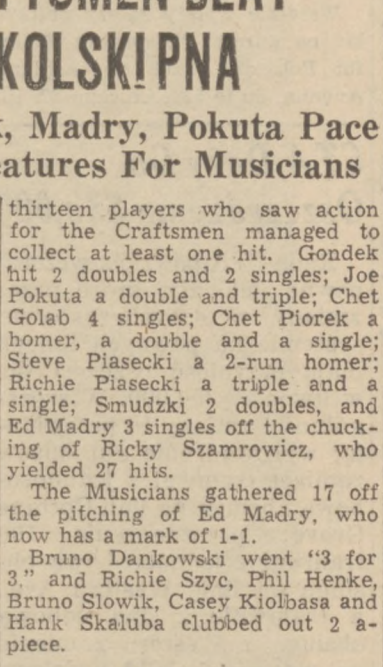 KOLSKI PNA
, Madry, Pokuta Pace
eatures For Musicians
thirteen players who saw action
for the Craftsmen managed to
collect at least one hit. Gondek
hit 2 doubles and 2 singles; Joe
Pokuta a double and triple; Chet
Golab 4 singles; Chet Piorek a
homer, a double and a single;
Steve Piasecki a 2-run homer;
Richie Piasecki a triple and a
single; Smudzki 2 doubles, and
Ed Madry 3 singles off the chuck-
ing of Ricky Szamrowicz, who
yielded 27 hits.
The Musicians gathered 17 off
the pitching of Ed Madry, who
now has a mark of 1-1.
Bruno Dankowski went "3 for
3," and Richie Szyc, Phil Henke,
Bruno Slowik, Casey Kiolbasa and
Hank Skaluba clubbed out 2 a-
piece.